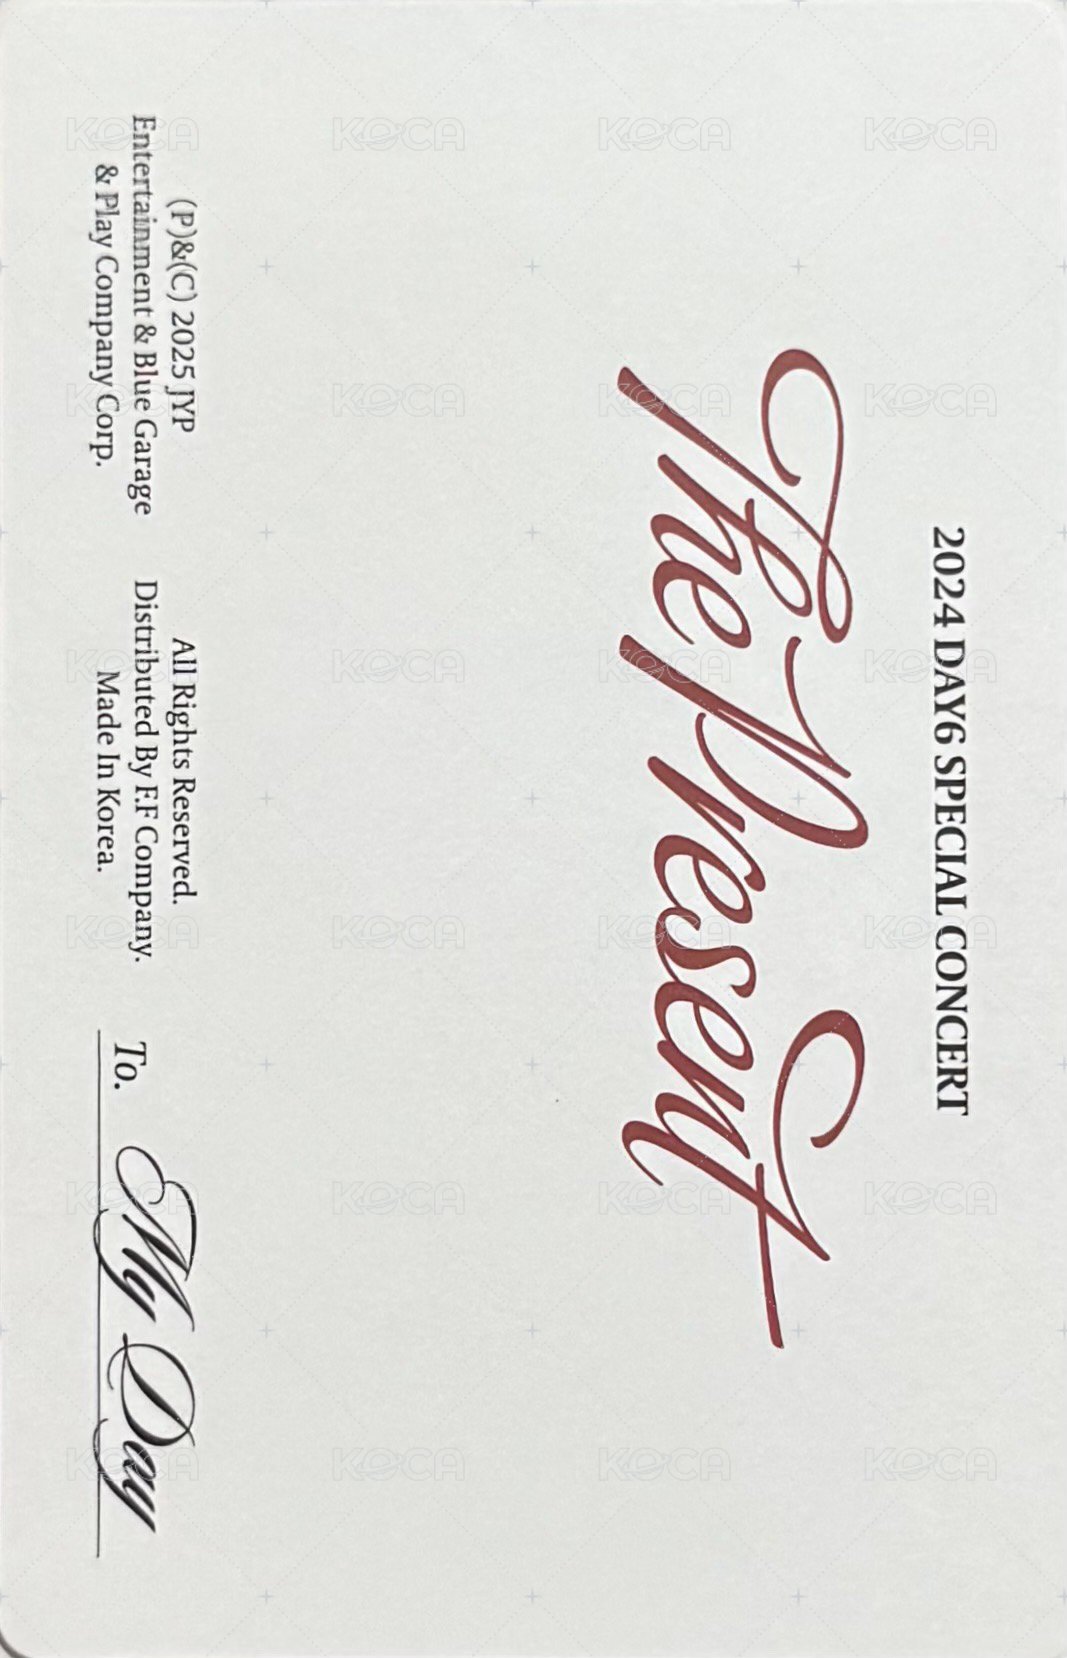 2024 DAY6 SPECIAL CONCERT
The Present
(P)&(C) 2025 JYP
Entertainment & Blue Garage
& Play Company Corp.
All Rights Reserved.
Distributed By F.F Company.
Made In Korea.
To. My Day
KOCA